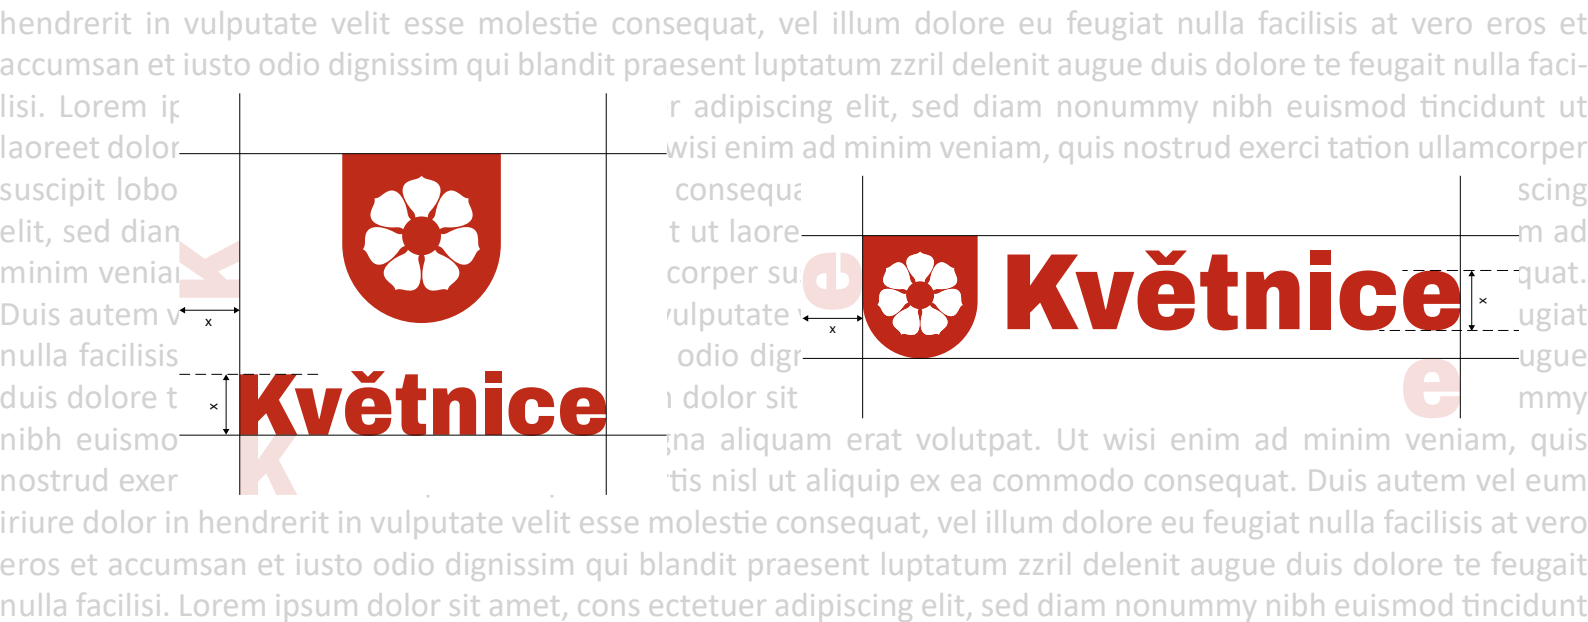 hendrerit in vulputate velit esse molestie consequat, vel illum dolore eu feugiat nulla facilisis at vero eros et
accumsan et iusto odio dignissim qui blandit praesent luptatum zzril delenit augue duis dolore te feugait nulla faci-
lisi. Lorem r adipiscing elit, sed diam nonummy nibh euismod tincidunt ut
laoreet dolor wisi enim ad minim veniam, quis nostrud exerci tation ullamcorper
suscipit lobo consequa scing
elit, sed diam t ut laore m ad
minim veniam corper su quat.
Duis autem v vulputate ugiat
nulla facilisis odio dign ugue
duis dolore t dolor sit mmy
nibh euismo na aliquam erat volutpat. Ut wisi enim ad minim veniam, quis
nostrud exer tis nisl ut aliquip ex ea commodo consequat. Duis autem vel eum
iriure dolor in hendrerit in vulputate velit esse molestie consequat, vel illum dolore eu feugiat nulla facilisis at vero
eros et accumsan et iusto odio dignissim qui blandit praesent luptatum zzril delenit augue duis dolore te feugait
nulla facilisi. Lorem ipsum dolor sit amet, cons ectetuer adipiscing elit, sed diam nonummy nibh euismod tincidunt
K
x
x
Květnice
K
e
x
Květnice
x
e